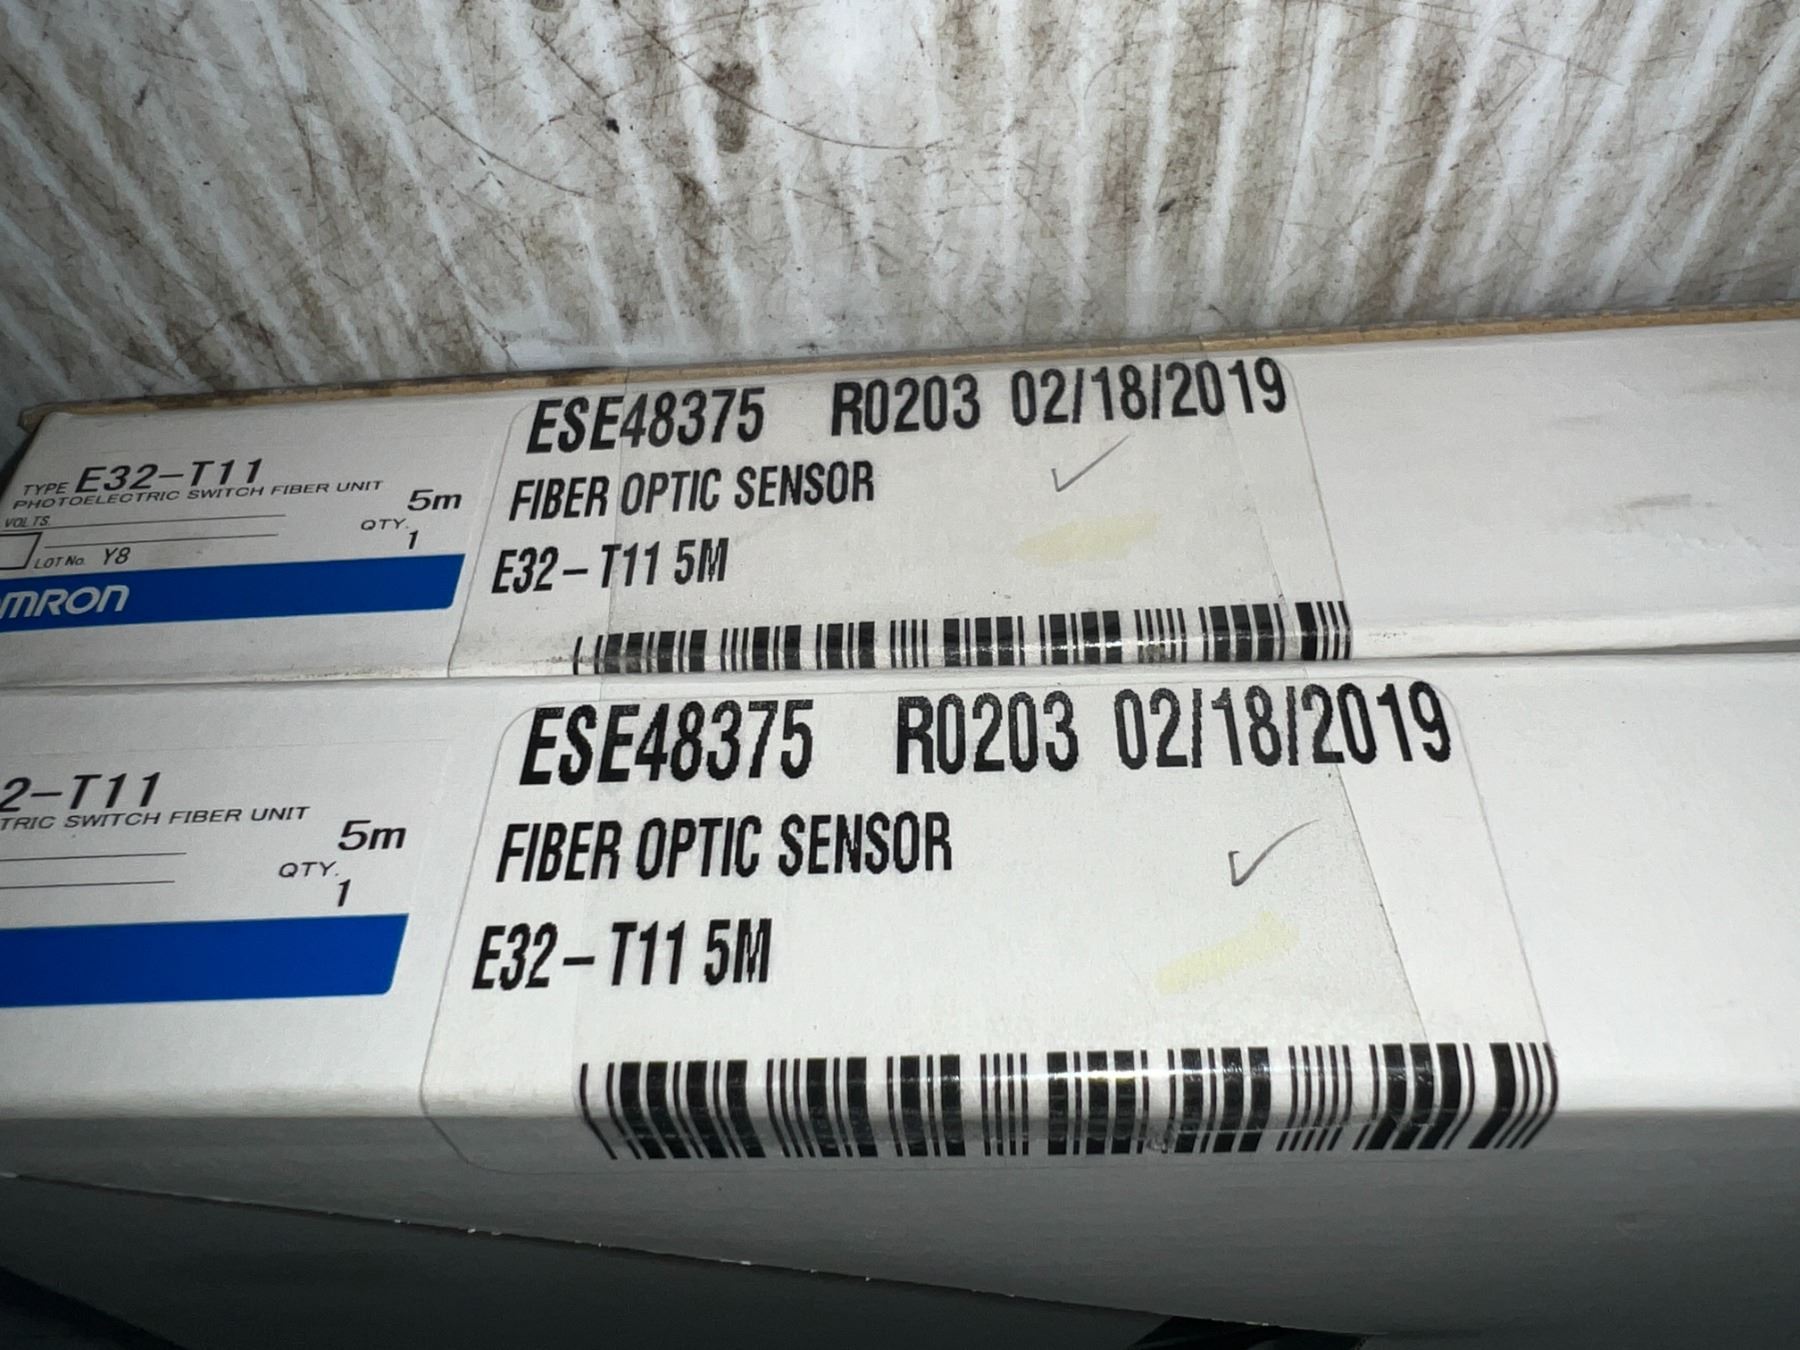 ESE48375 R0203 02/18/2019
FIBER OPTIC SENSOR
E32-T11 5M
TYPE E32-T11
PHOTOELECTRIC SWITCH FIBER UNIT
5m
VOLTS
QTY.
1
LOT No. Y8
MRON
ESE48375 R0203 02/18/2019
FIBER OPTIC SENSOR
E32-T11 5M
2-T11
TRIC SWITCH FIBER UNIT
5m
QTY.
1